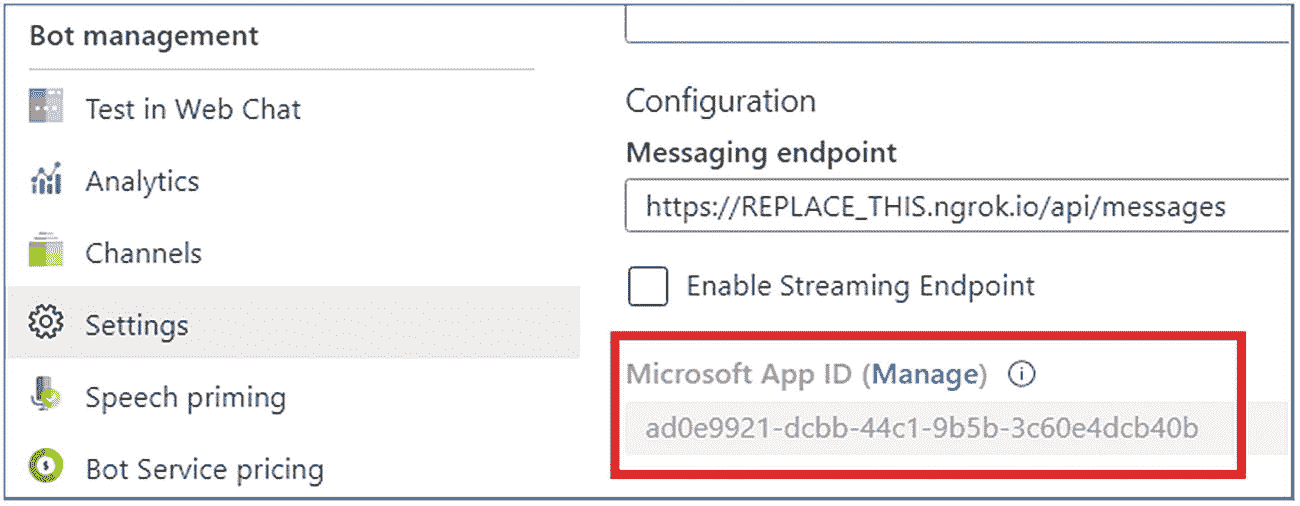 Bot management
Test in Web Chat
Analytics
Channels
Settings
Speech priming
Bot Service pricing
Configuration
Messaging endpoint
https://REPLACE_THIS.ngrok.io/api/messages
Enable Streaming Endpoint
Microsoft App ID (Manage)
ad0e9921-dcbb-44c1-9b5b-3c60e4dcb40b